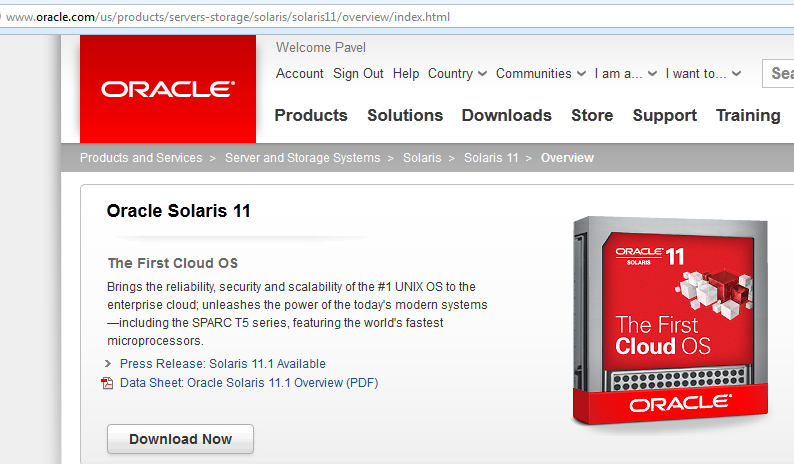 www.oracle.com/us/products/servers-storage/solaris/solaris11/overview/index.html
Welcome Pavel
Account Sign Out Help Country Communities I am a... I want to... Sea
ORACLE®
Products Solutions Downloads Store Support Training
Products and Services > Server and Storage Systems > Solaris > Solaris 11 > Overview
Oracle Solaris 11
The First Cloud OS
Brings the reliability, security and scalability of the #1 UNIX OS to the
enterprise cloud; unleashes the power of the today's modern systems
—including the SPARC T5 series, featuring the world's fastest
microprocessors.
Press Release: Solaris 11.1 Available
Data Sheet: Oracle Solaris 11.1 Overview (PDF)
Download Now
ORACLE® 11
SOLARIS
The First
Cloud OS
ORACLE®